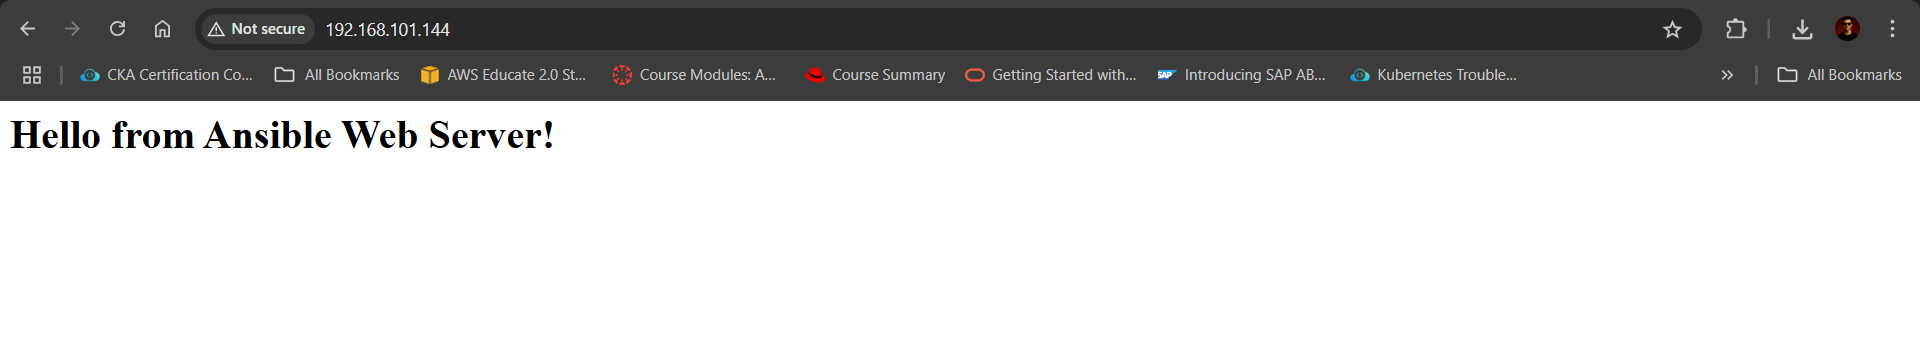 Not secure 192.168.101.144
CKA Certification Co... All Bookmarks AWS Educate 2.0 St... Course Modules: A... Course Summary Getting Started with... SAP Introducing SAP AB... Kubernetes Trouble... All Bookmarks
Hello from Ansible Web Server!